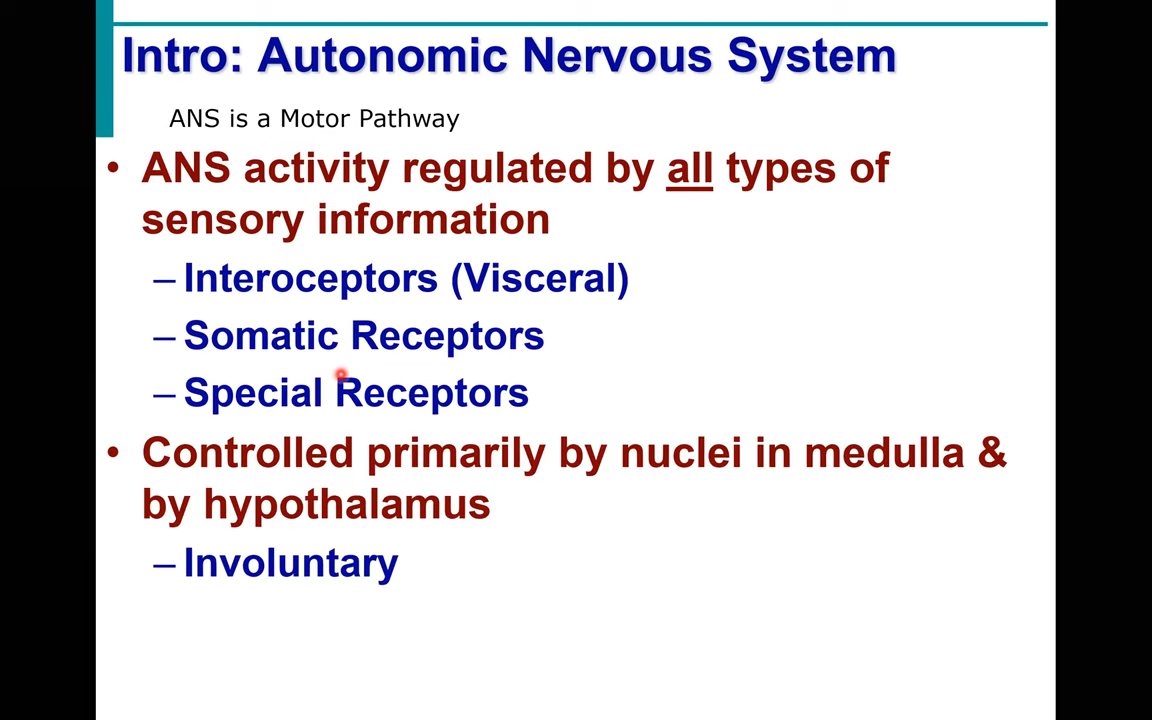 Intro: Autonomic Nervous System
ANS is a Motor Pathway
• ANS activity regulated by all types of
sensory information
– Interoceptors (Visceral)
– Somatic Receptors
– Special Receptors
• Controlled primarily by nuclei in medulla &
by hypothalamus
– Involuntary